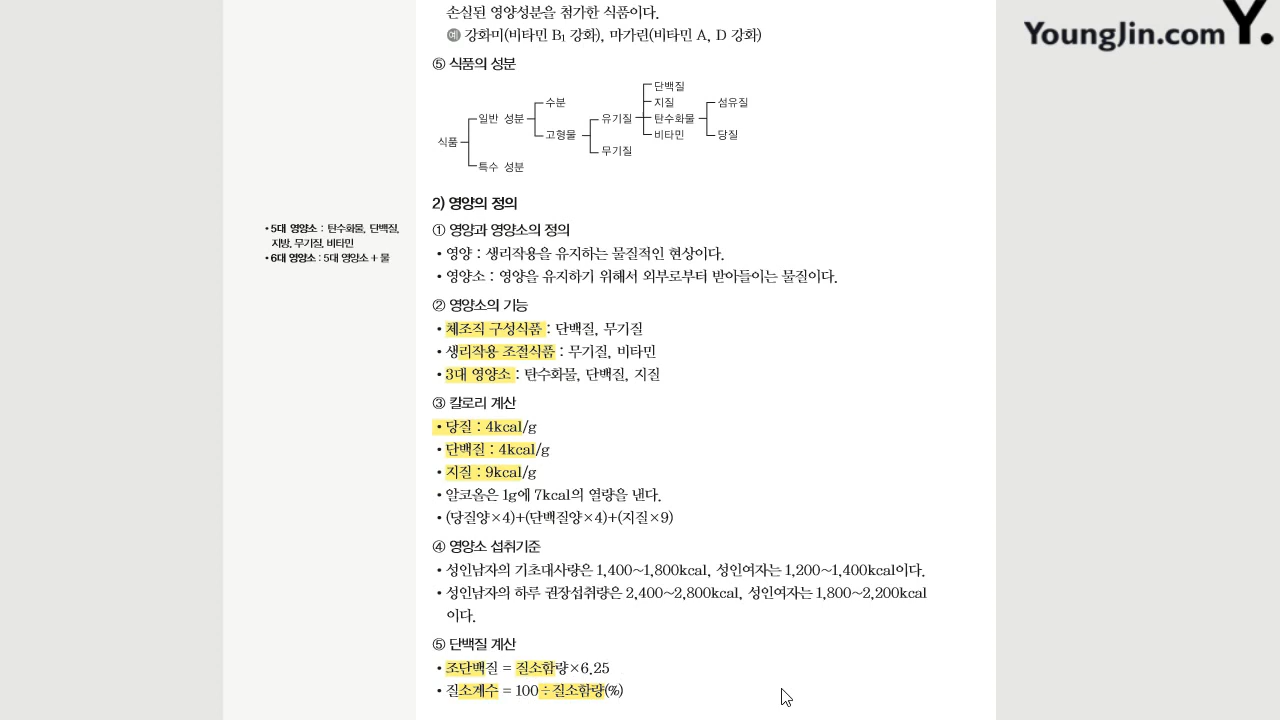 손실된 영양성분을 첨가한 식품이다.
예 강화미(비타민 B₁ 강화), 마가린(비타민 A, D 강화)
YoungJin.com Y.
⑤ 식품의 성분
단백질
수분
지질
섬유질
일반 성분
유기질
탄수화물
고형물
비타민
당질
식품
무기질
특수 성분
2) 영양의 정의
• 5대 영양소 : 탄수화물, 단백질,
지방, 무기질, 비타민
• 6대 영양소 : 5대 영양소 + 물
① 영양과 영양소의 정의
• 영양 : 생리작용을 유지하는 물질적인 현상이다.
• 영양소 : 영양을 유지하기 위해서 외부로부터 받아들이는 물질이다.
② 영양소의 기능
• 체조직 구성식품 : 단백질, 무기질
• 생리작용 조절식품 : 무기질, 비타민
• 3대 영양소 : 탄수화물, 단백질, 지질
③ 칼로리 계산
• 당질 : 4kcal/g
• 단백질 : 4kcal/g
• 지질 : 9kcal/g
• 알코올은 1g에 7kcal의 열량을 낸다.
• (당질양×4)+(단백질양×4)+(지질×9)
④ 영양소 섭취기준
• 성인남자의 기초대사량은 1,400~1,800kcal, 성인여자는 1,200~1,400kcal이다.
• 성인남자의 하루 권장섭취량은 2,400~2,800kcal, 성인여자는 1,800~2,200kcal
이다.
⑤ 단백질 계산
• 조단백질 = 질소함량×6.25
• 질소계수 = 100÷질소함량(%)